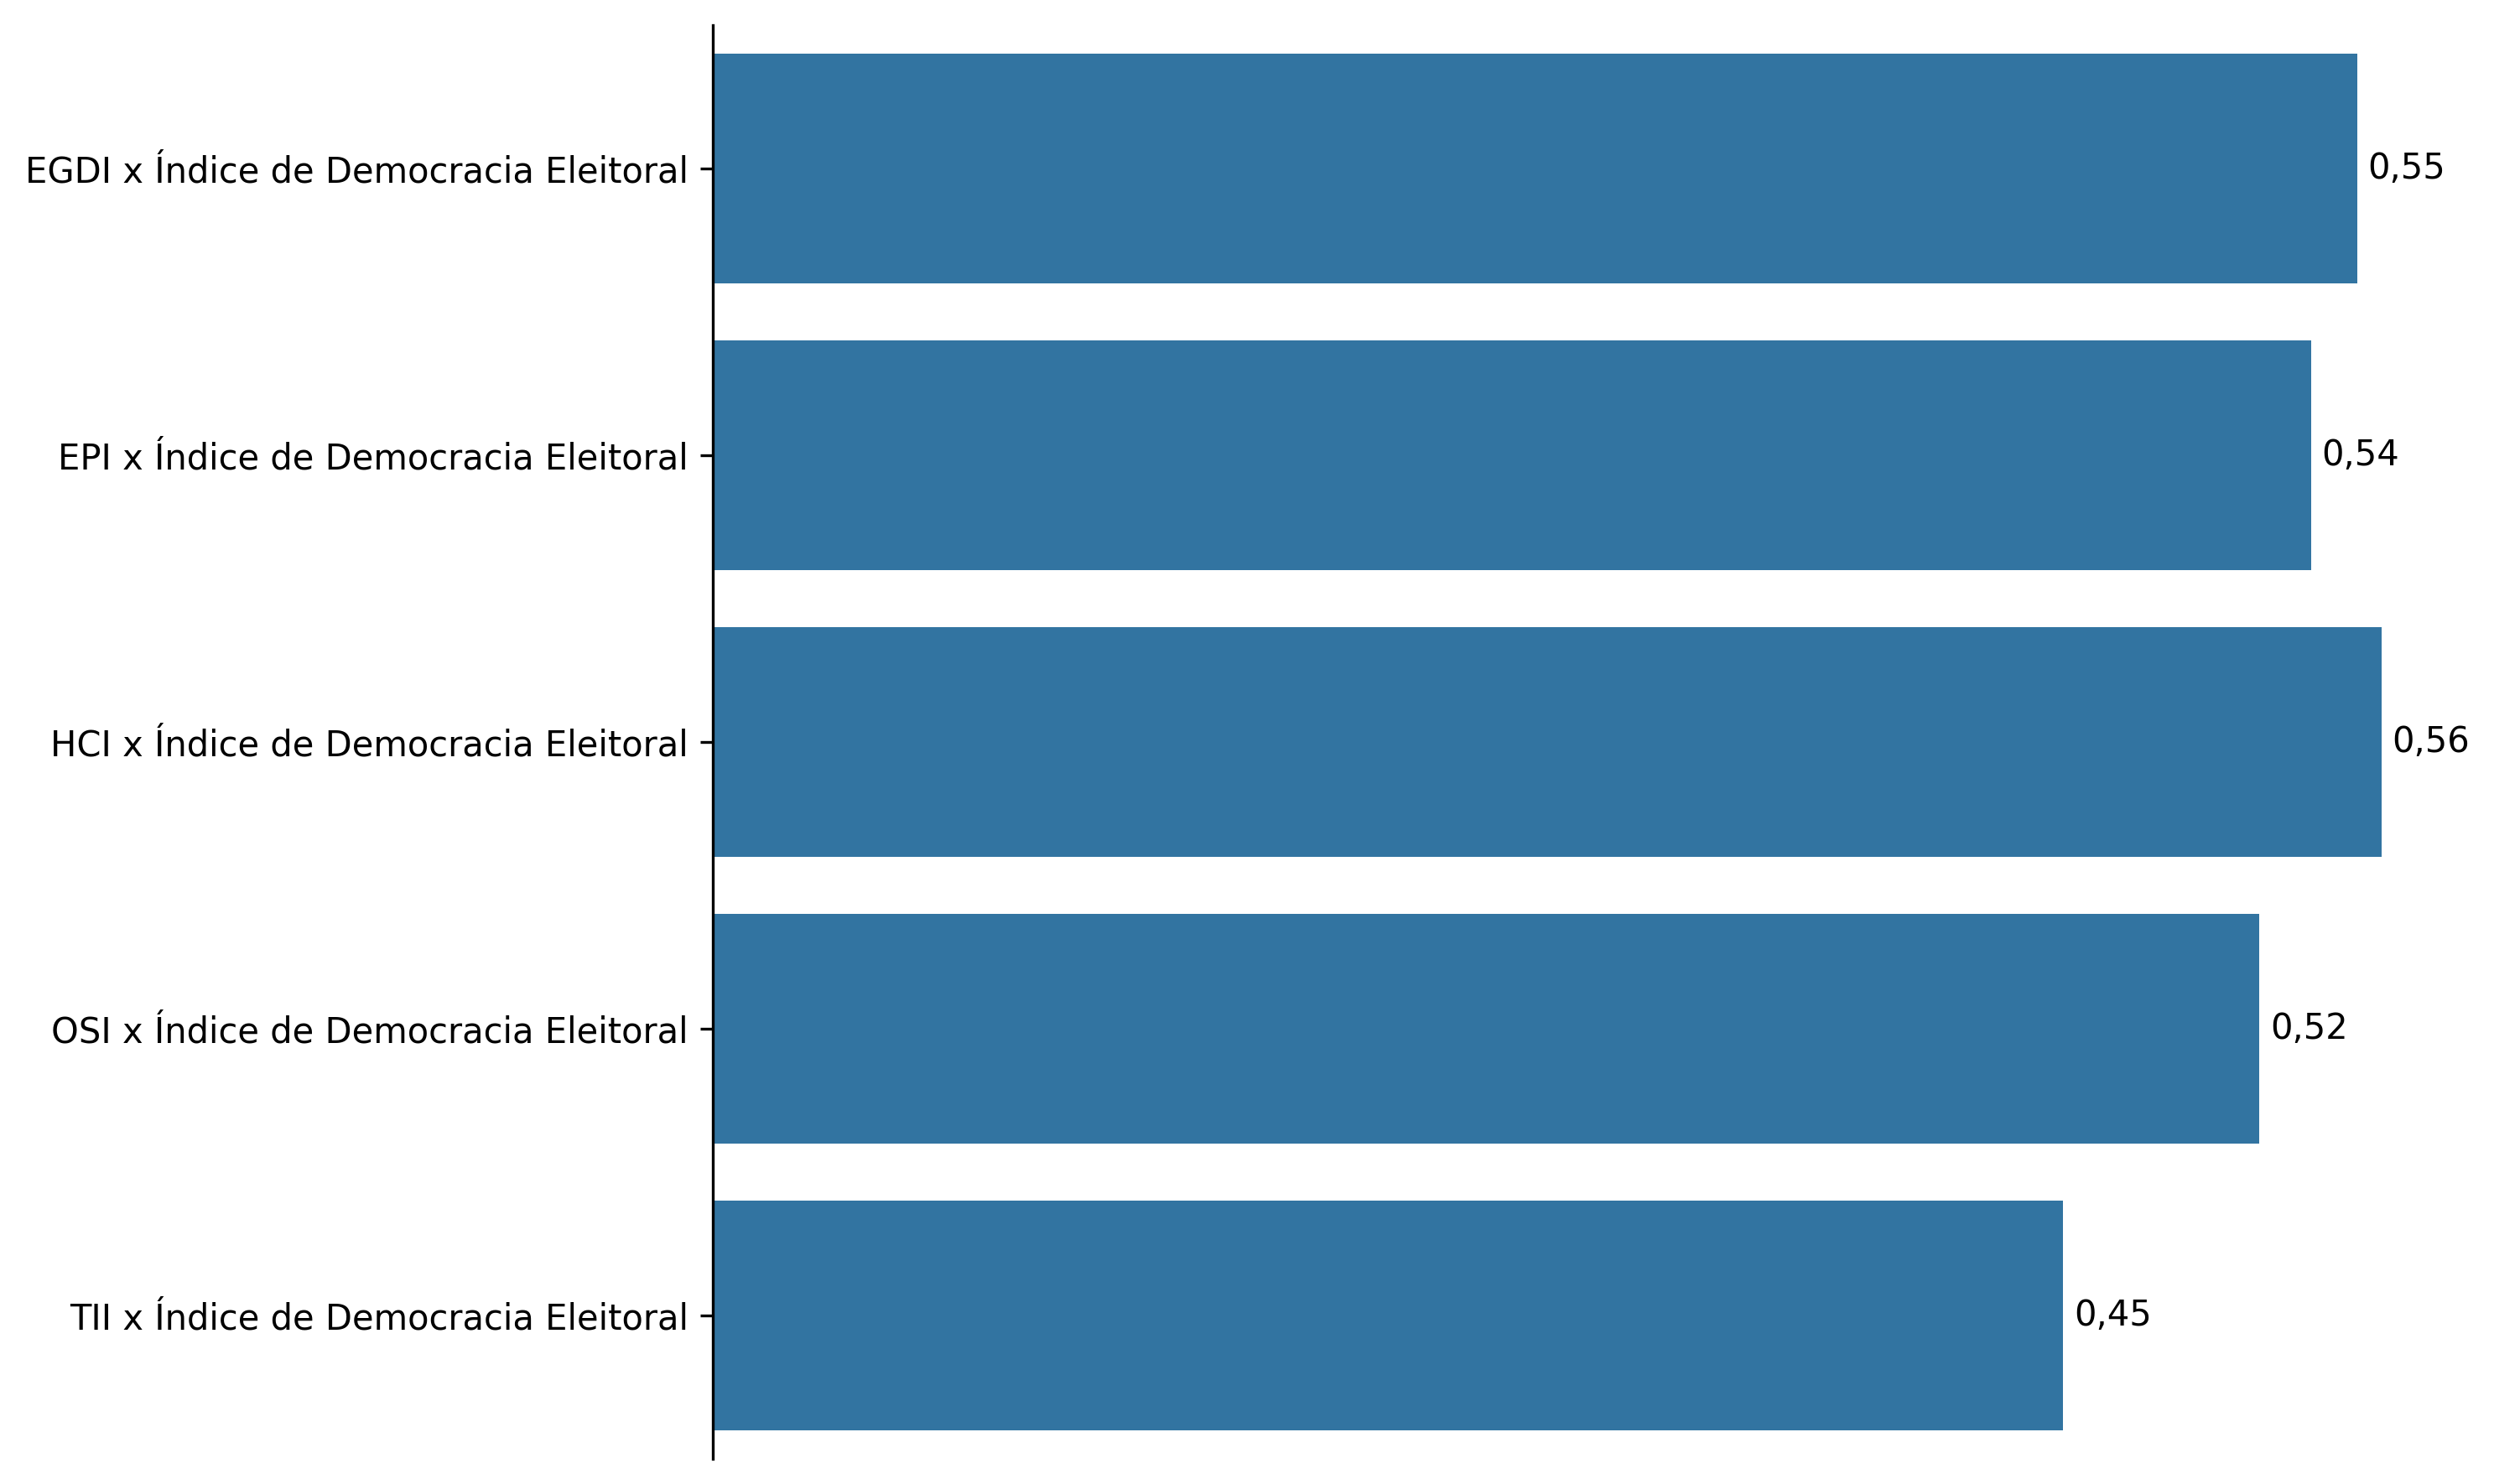 EGDI x Índice de Democracia Eleitoral 0,55
EPI x Índice de Democracia Eleitoral 0,54
HCI x Índice de Democracia Eleitoral 0,56
OSI x Índice de Democracia Eleitoral 0,52
TII x Índice de Democracia Eleitoral 0,45